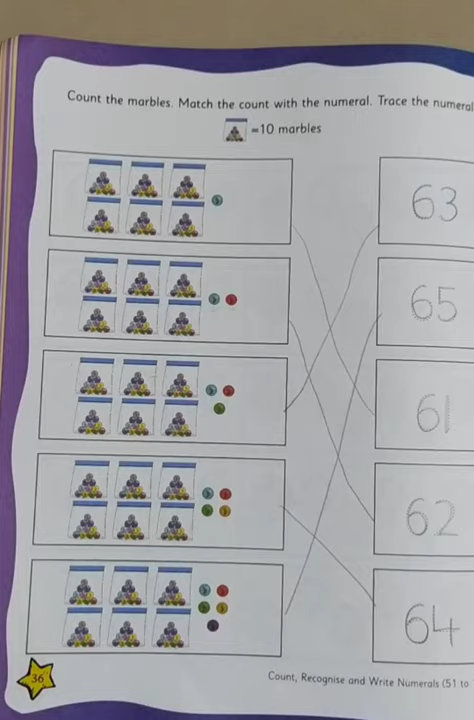 Count the marbles. Match the count with the numeral. Trace the numeral
=10 marbles
63
65
61
62
64
36
Count, Recognise and Write Numerals (51 to